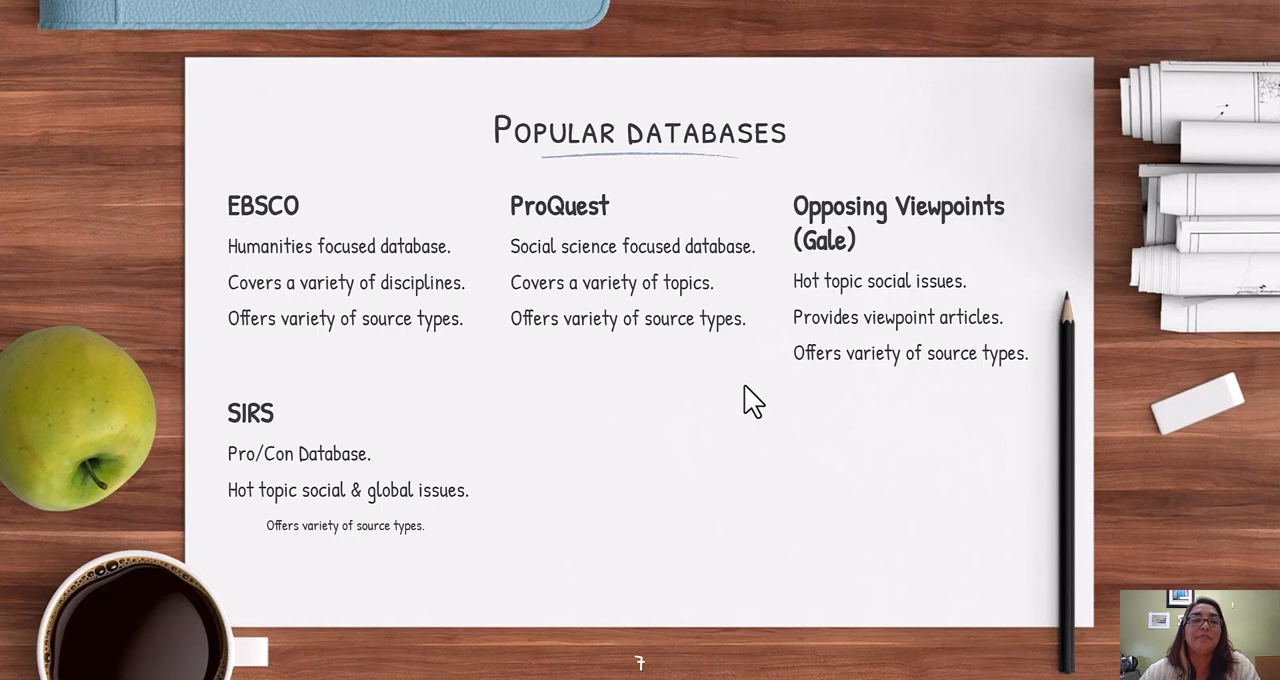 Popular databases
EBSCO
Humanities focused database.
Covers a variety of disciplines.
Offers variety of source types.
ProQuest
Social science focused database.
Covers a variety of topics.
Offers variety of source types.
Opposing Viewpoints
(Gale)
Hot topic social issues.
Provides viewpoint articles.
Offers variety of source types.
SIRS
Pro/Con Database.
Hot topic social & global issues.
Offers variety of source types.
7